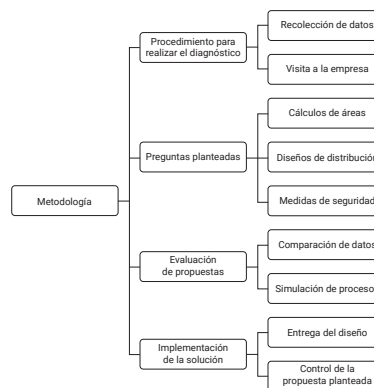 Metodología
Procedimiento para
realizar el diagnóstico
Recolección de datos
Visita a la empresa
Preguntas planteadas
Cálculos de áreas
Diseños de distribución
Medidas de seguridad
Evaluación
de propuestas
Comparación de datos
Simulación de proceso
Implementación
de la solución
Entrega del diseño
Control de la
propuesta planteada